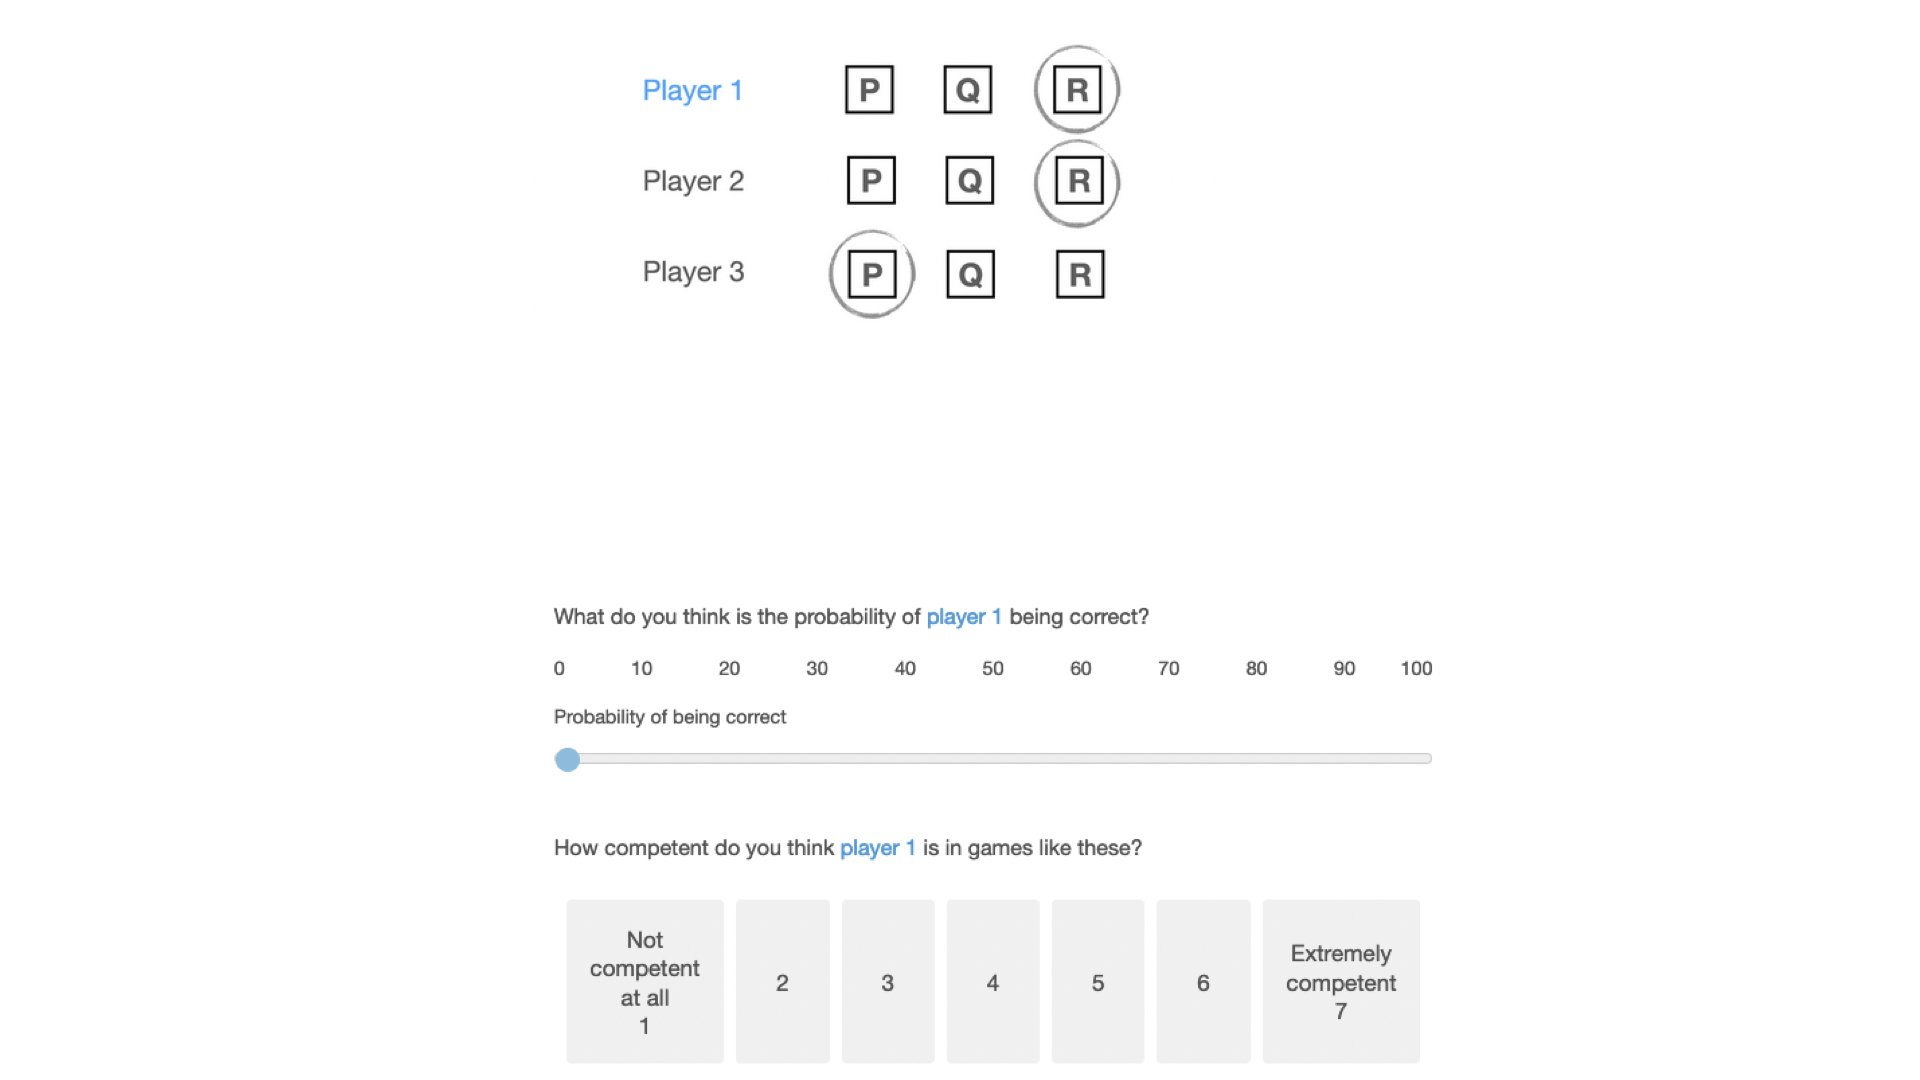 Player 1 P Q R
Player 2 P Q R
Player 3 P Q R
What do you think is the probability of player 1 being correct?
0 10 20 30 40 50 60 70 80 90 100
Probability of being correct
How competent do you think player 1 is in games like these?
Not
competent
at all
1
2
3
4
5
6
Extremely
competent
7